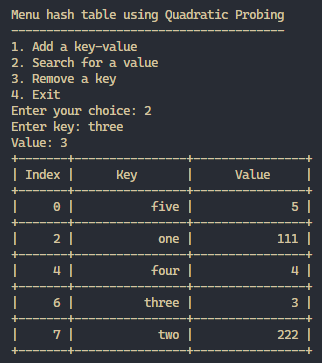 Menu hash table using Quadratic Probing
---------------------------------------
1. Add a key-value
2. Search for a value
3. Remove a key
4. Exit
Enter your choice: 2
Enter key: three
Value: 3
+-------+----------------+----------------+
| Index | Key | Value |
+-------+----------------+----------------+
| 0 | five | 5 |
+-------+----------------+----------------+
| 2 | one | 111 |
+-------+----------------+----------------+
| 4 | four | 4 |
+-------+----------------+----------------+
| 6 | three | 3 |
+-------+----------------+----------------+
| 7 | two | 222 |
+-------+----------------+----------------+